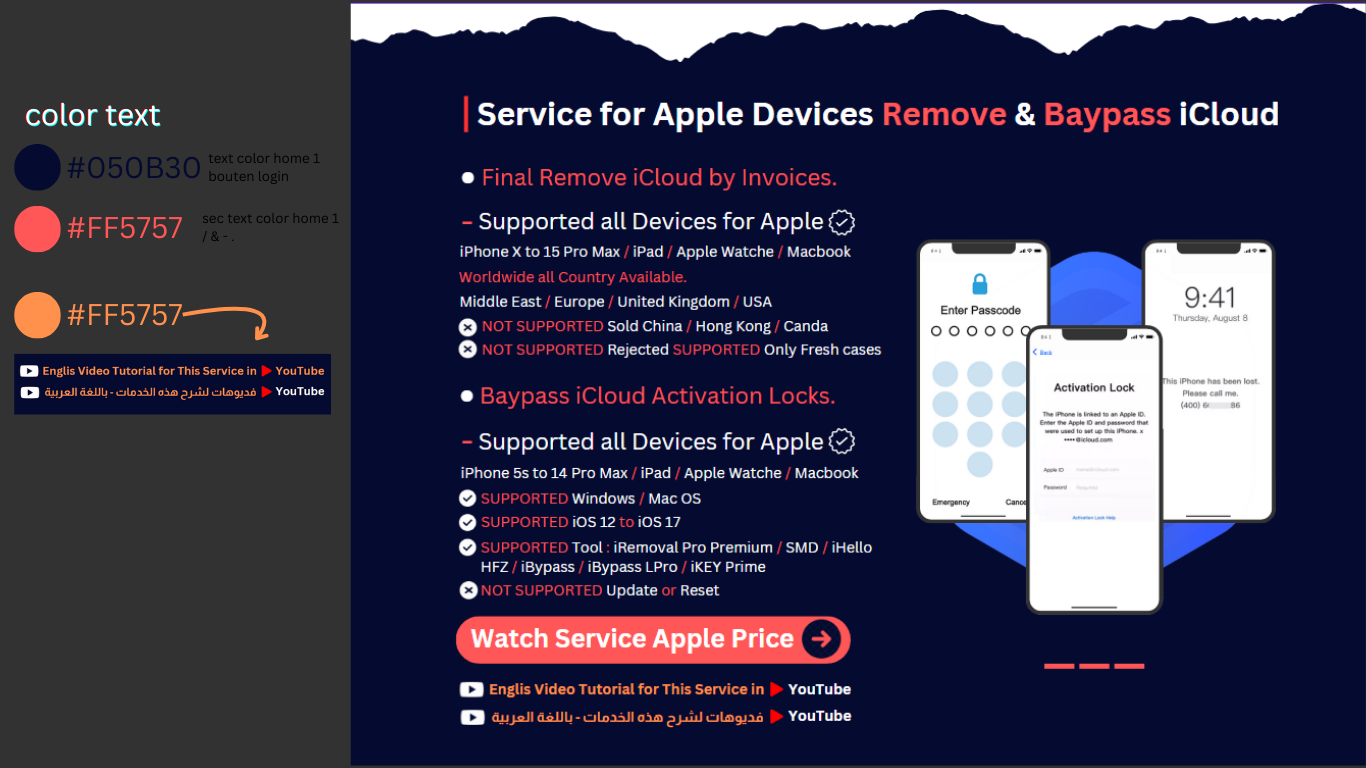 color text
#050B30
text color home 1
bouten login
#FF5757
sec text color home 1
/ & - .
#FF5757
Englis Video Tutorial for This Service in YouTube
فديوهات لشرح هذه الخدمات - باللغة العربية YouTube
Service for Apple Devices Remove & Baypass iCloud
Final Remove iCloud by Invoices.
- Supported all Devices for Apple
iPhone X to 15 Pro Max / iPad / Apple Watche / Macbook
Worldwide all Country Available.
Middle East / Europe / United Kingdom / USA
NOT SUPPORTED Sold China / Hong Kong / Canda
NOT SUPPORTED Rejected SUPPORTED Only Fresh cases
Baypass iCloud Activation Locks.
- Supported all Devices for Apple
iPhone 5s to 14 Pro Max / iPad / Apple Watche / Macbook
SUPPORTED Windows / Mac OS
SUPPORTED iOS 12 to iOS 17
SUPPORTED Tool : iRemoval Pro Premium / SMD / iHello
HFZ / iBypass / iBypass LPro / iKEY Prime
NOT SUPPORTED Update or Reset
Watch Service Apple Price
Englis Video Tutorial for This Service in YouTube
فديوهات لشرح هذه الخدمات - باللغة العربية YouTube
9:41
Enter Passcode
Emergency
Cance
9:41
Back
Activation Lock
The iPhone is linked to an Apple ID.
Enter the Apple ID and password that
were used to set up this iPhone. x
••••@icloud.com
Apple ID
Password
Activation Lock Help
9:41
9:41
Thursday, August 8
This iPhone has been lost.
Please call me.
(400) 86